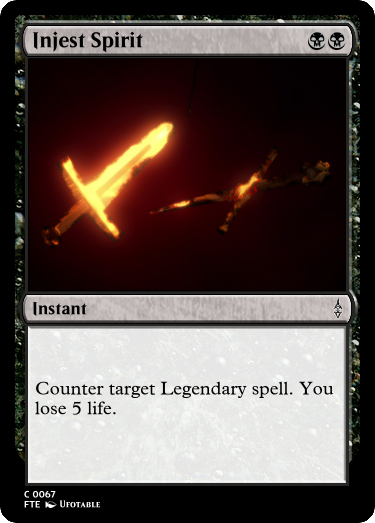 Injest Spirit
Instant
Counter target Legendary spell. You
lose 5 life.
C 0067
FTE Ufotable